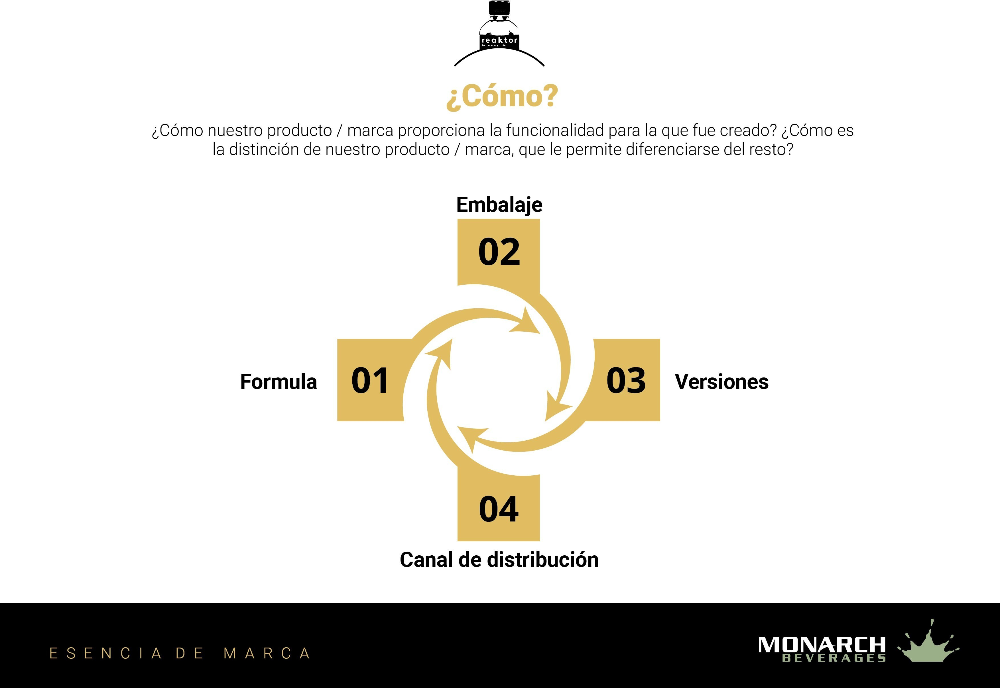 reaktor
¿Cómo?
¿Cómo nuestro producto / marca proporciona la funcionalidad para la que fue creado? ¿Cómo es
la distinción de nuestro producto / marca, que le permite diferenciarse del resto?
Embalaje
02
Formula
01
03
Versiones
04
Canal de distribución
ESENCIA DE MARCA
MONARCH
BEVERAGES